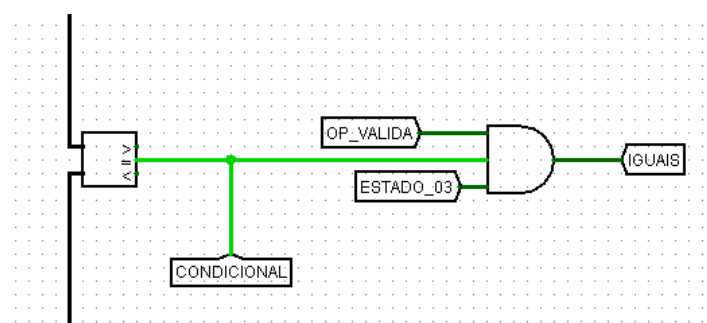 OP_VALIDA
> = <
IGUAIS
ESTADO_03
CONDICIONAL